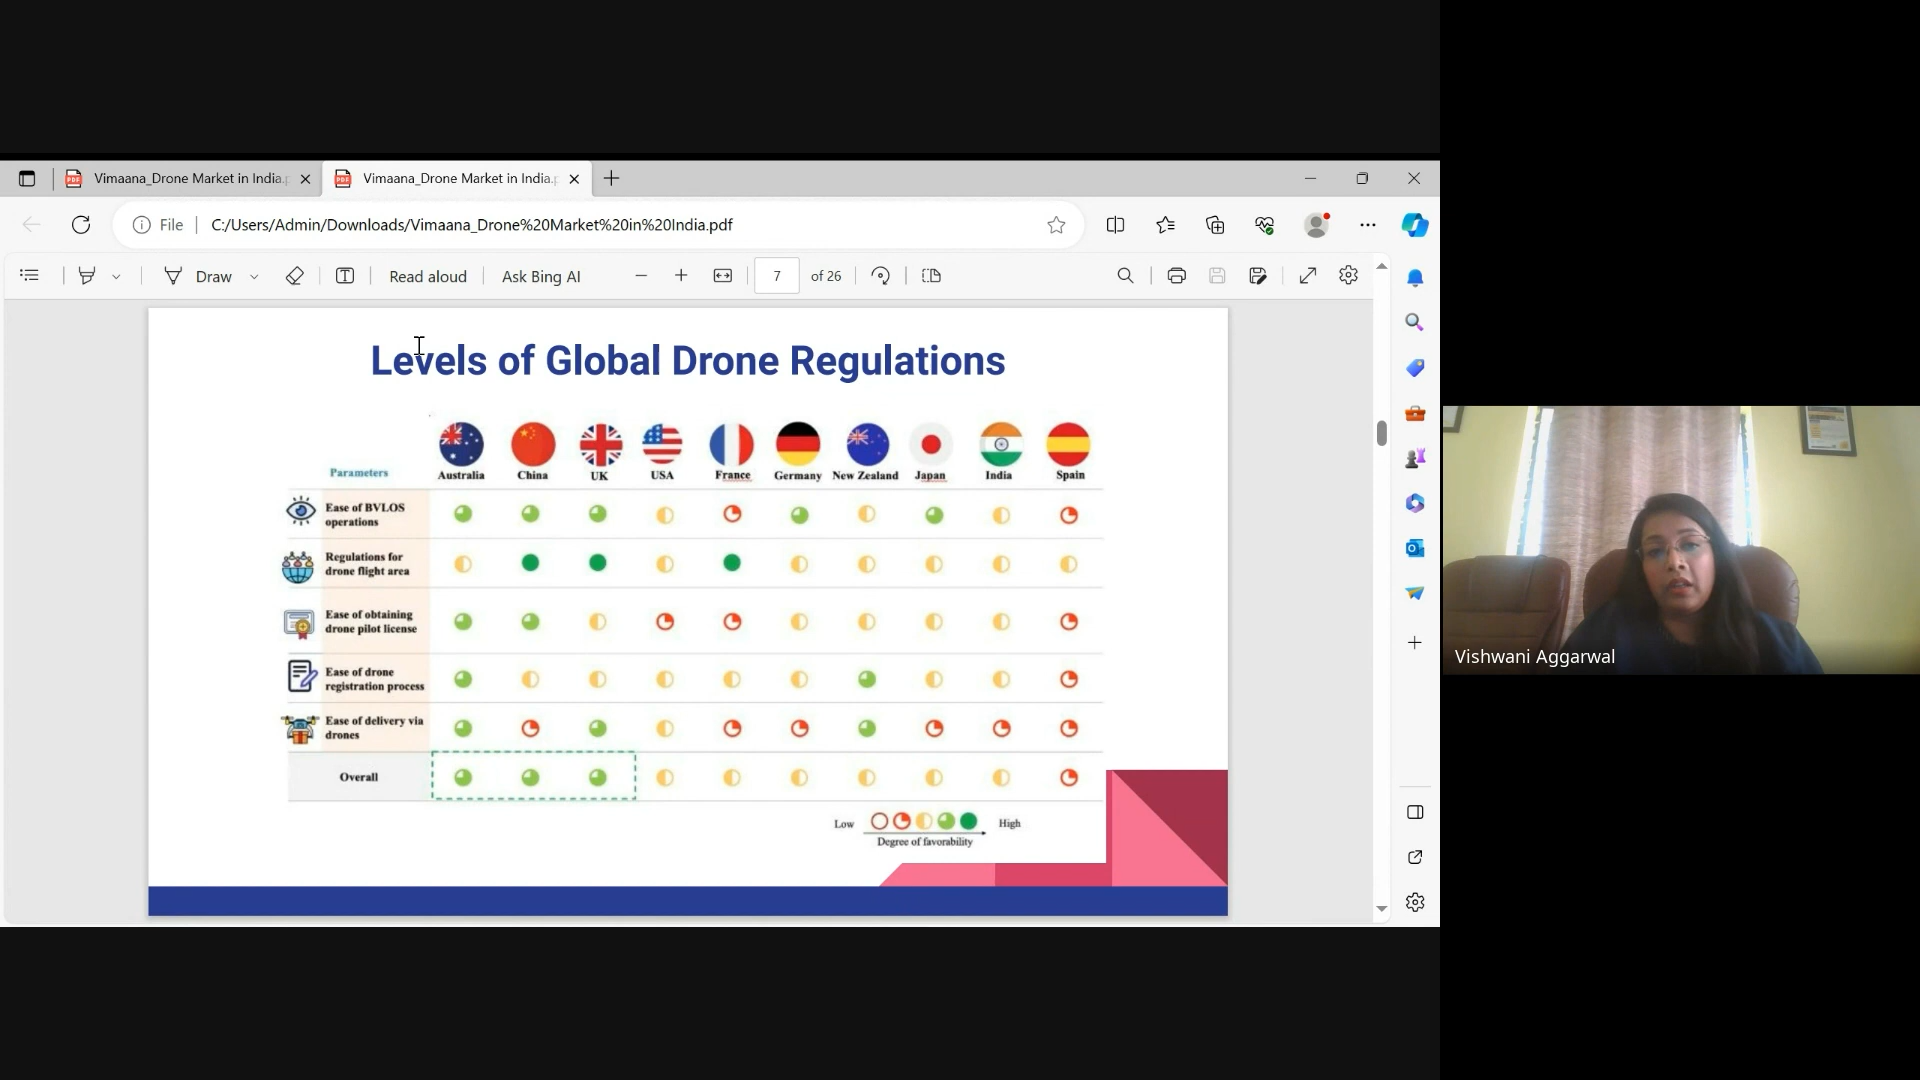 Vimaana_Drone Market in India.p
Vimaana_Drone Market in India.p
File
C:/Users/Admin/Downloads/Vimaana_Drone%20Market%20in%20India.pdf
Draw
Read aloud
Ask Bing AI
7
of 26
Levels of Global Drone Regulations
Parameters
Australia
China
UK
USA
France
Germany
New Zealand
Japan
India
Spain
Ease of BVLOS
operations
Regulations for
drone flight area
Ease of obtaining
drone pilot license
Ease of drone
registration process
Ease of delivery via
drones
Overall
Low
High
Degree of favorability
Vishwani Aggarwal